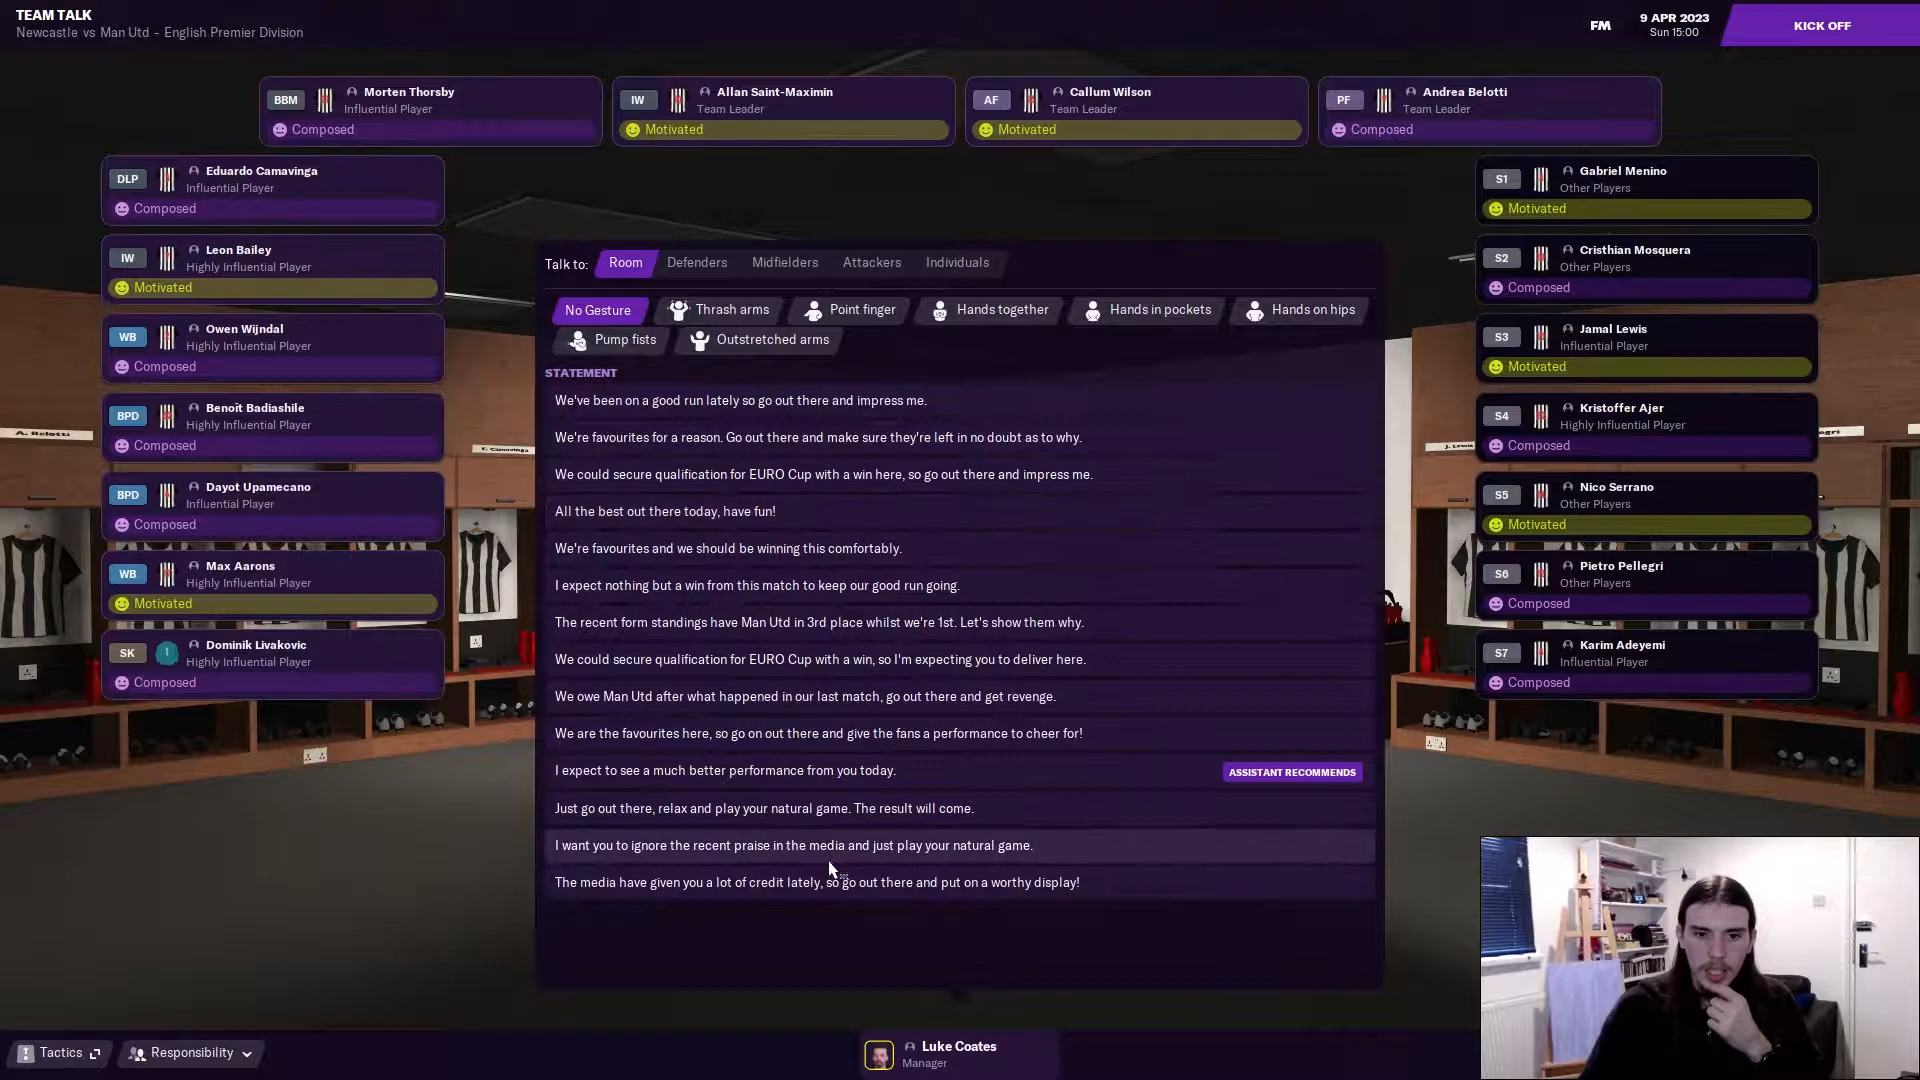 TEAM TALK
Newcastle vs Man Utd - English Premier Division
FM
9 APR 2023
Sun 15:00
KICK OFF
BBM
Morten Thorsby
Influential Player
Composed
IW
Allan Saint-Maximin
Team Leader
Motivated
AF
Callum Wilson
Team Leader
Motivated
PF
Andrea Belotti
Team Leader
Composed
DLP
Eduardo Camavinga
Influential Player
Composed
IW
Leon Bailey
Highly Influential Player
Motivated
WB
Owen Wijndal
Highly Influential Player
Composed
BPD
Benoît Badiashile
Highly Influential Player
Composed
BPD
Dayot Upamecano
Influential Player
Composed
WB
Max Aarons
Highly Influential Player
Motivated
SK
1
Dominik Livakovic
Highly Influential Player
Composed
A. Belotti
E. Camavinga
Talk to:
Room
Defenders
Midfielders
Attackers
Individuals
No Gesture
Thrash arms
Point finger
Hands together
Hands in pockets
Hands on hips
Pump fists
Outstretched arms
STATEMENT
We've been on a good run lately so go out there and impress me.
We're favourites for a reason. Go out there and make sure they're left in no doubt as to why.
We could secure qualification for EURO Cup with a win here, so go out there and impress me.
All the best out there today, have fun!
We're favourites and we should be winning this comfortably.
I expect nothing but a win from this match to keep our good run going.
The recent form standings have Man Utd in 3rd place whilst we're 1st. Let's show them why.
We could secure qualification for EURO Cup with a win, so I'm expecting you to deliver here.
We owe Man Utd after what happened in our last match, go out there and get revenge.
We are the favourites here, so go on out there and give the fans a performance to cheer for!
I expect to see a much better performance from you today.
ASSISTANT RECOMMENDS
Just go out there, relax and play your natural game. The result will come.
I want you to ignore the recent praise in the media and just play your natural game.
The media have given you a lot of credit lately, so go out there and put on a worthy display!
S1
Gabriel Menino
Other Players
Motivated
S2
Cristhian Mosquera
Other Players
Composed
S3
Jamal Lewis
Influential Player
Motivated
S4
Kristoffer Ajer
Highly Influential Player
Composed
S5
Nico Serrano
Other Players
Motivated
S6
Pietro Pellegri
Other Players
Composed
S7
Karim Adeyemi
Influential Player
Composed
J. Lewis
Tactics
Responsibility
Luke Coates
Manager